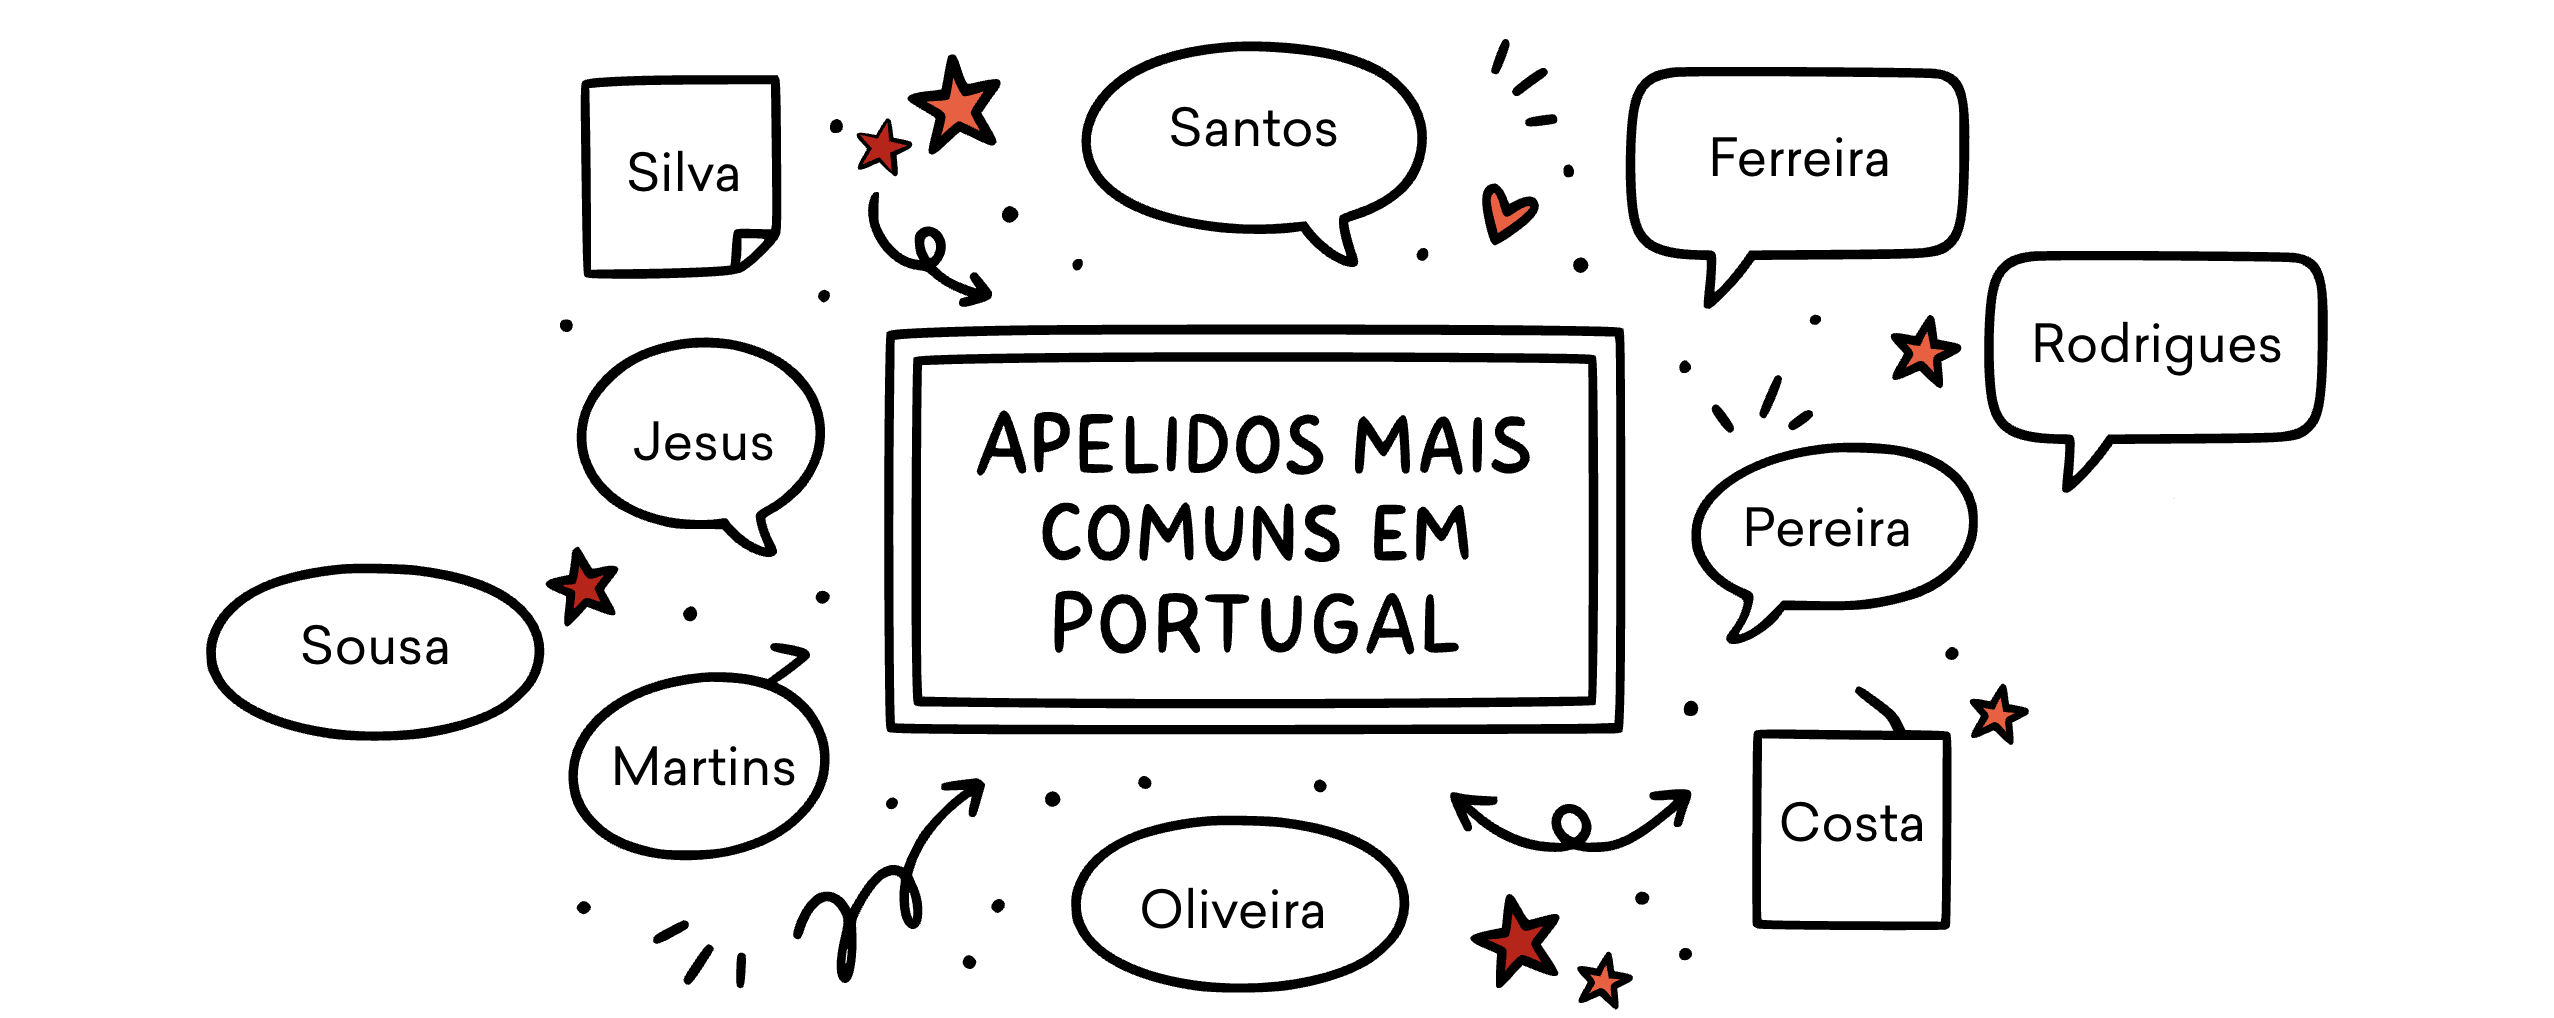 Silva
Santos
Ferreira
Rodrigues
Jesus
APELIDOS MAIS
COMUNS EM
PORTUGAL
Pereira
Sousa
Martins
Costa
Oliveira